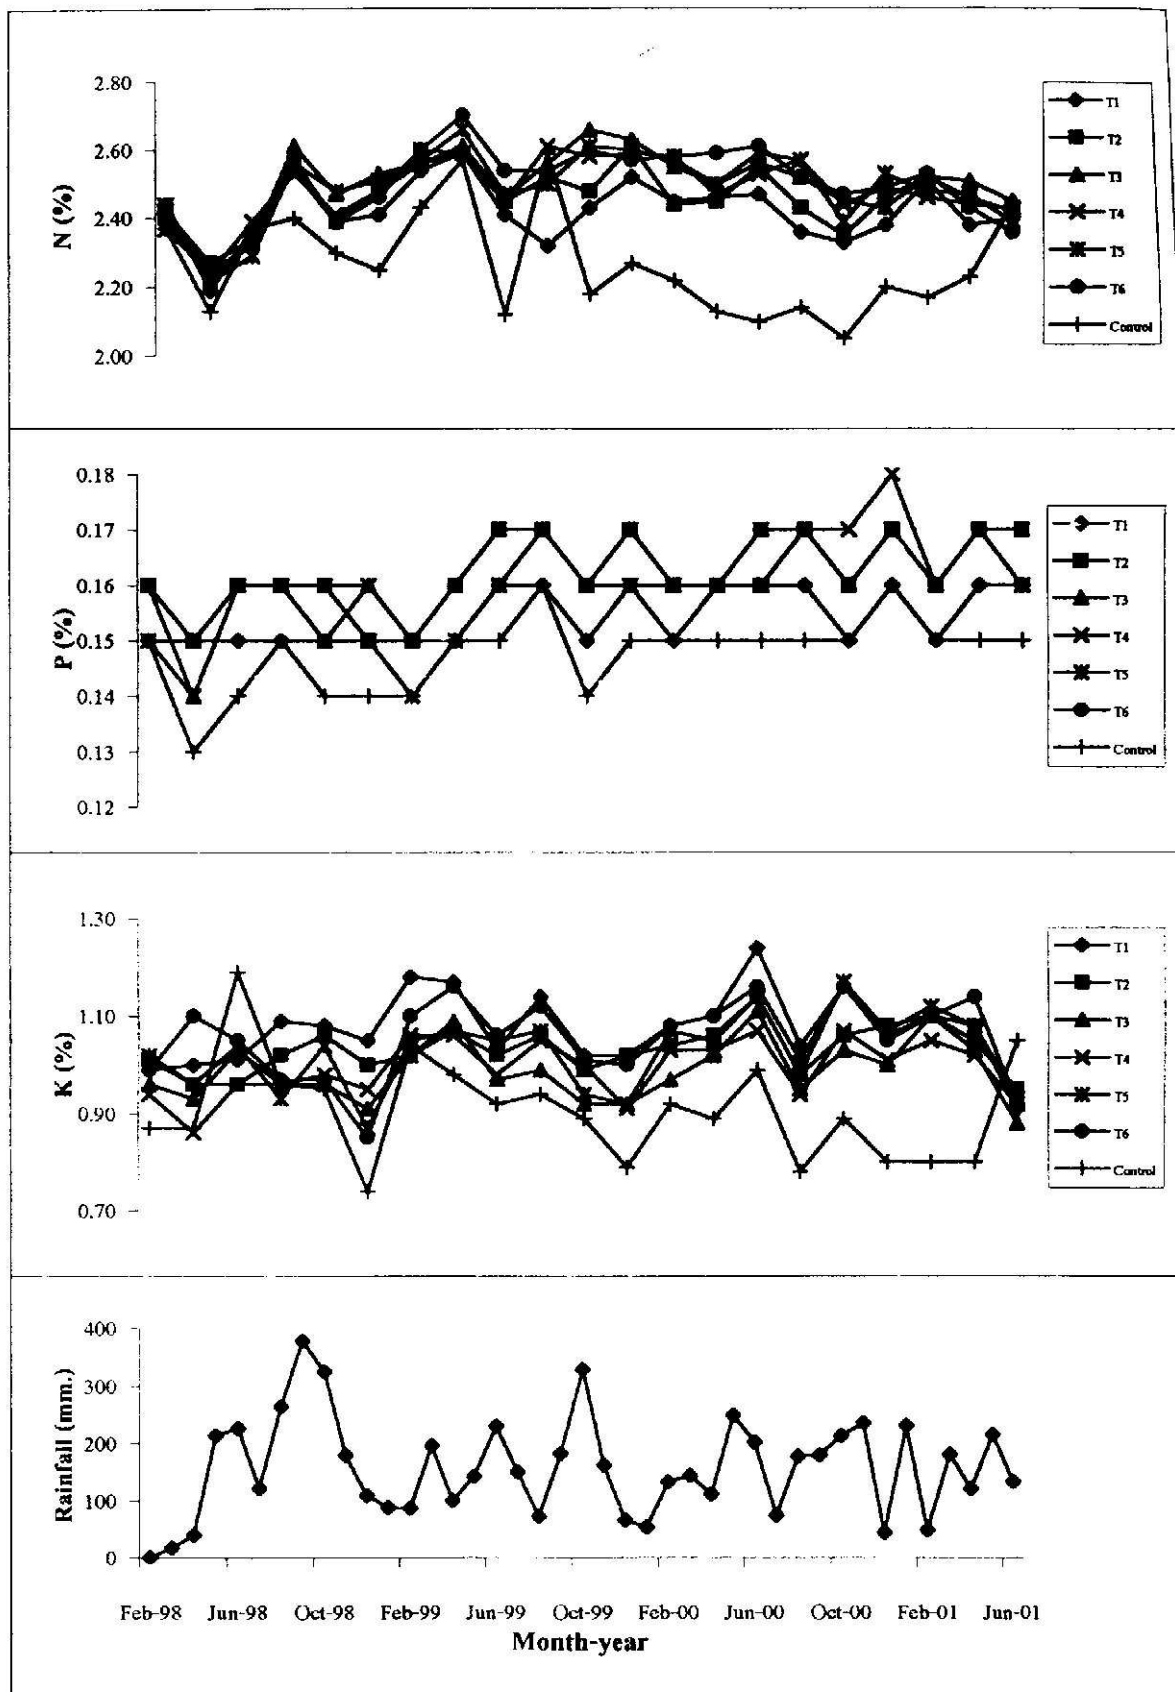 2.80
2.60
2.40
2.20
2.00
N (%)
T1
T2
T3
T4
T5
T6
Control
0.18
0.17
0.16
0.15
0.14
0.13
0.12
P (%)
T1
T2
T3
T4
T5
T6
Control
1.30
1.10
0.90
0.70
K (%)
T1
T2
T3
T4
T5
T6
Control
400
300
200
100
0
Rainfall (mm.)
Feb-98 Jun-98 Oct-98 Feb-99 Jun-99 Oct-99 Feb-00 Jun-00 Oct-00 Feb-01 Jun-01
Month-year